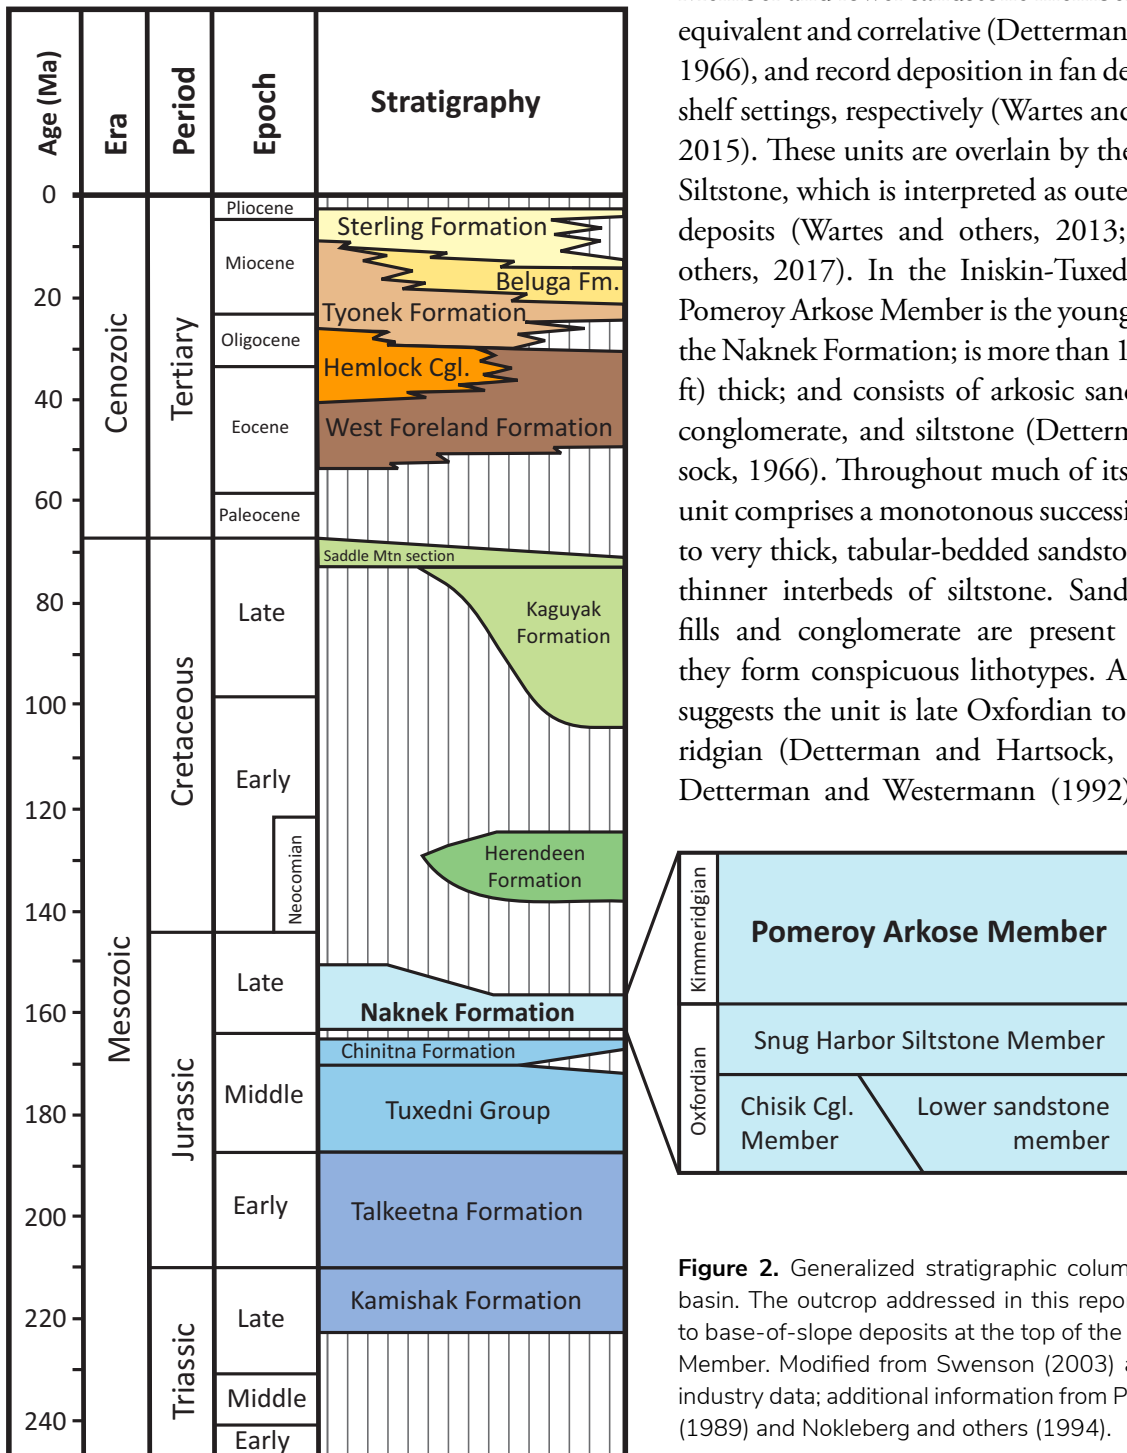 Age (Ma)
Era
Period
Epoch
Stratigraphy
0
20
40
60
80
100
120
140
160
180
200
220
240
Cenozoic
Mesozoic
Tertiary
Cretaceous
Jurassic
Triassic
Pliocene
Miocene
Oligocene
Eocene
Paleocene
Late
Early
Neocomian
Late
Middle
Early
Late
Middle
Early
Sterling Formation
Beluga Fm.
Tyonek Formation
Hemlock Cgl.
West Foreland Formation
Saddle Mtn section
Kaguyak
Formation
Herendeen
Formation
Naknek Formation
Chinitna Formation
Tuxedni Group
Talkeetna Formation
Kamishak Formation
equivalent and correlative (Detterman
1966), and record deposition in fan de
shelf settings, respectively (Wartes and
2015). These units are overlain by the
Siltstone, which is interpreted as oute
deposits (Wartes and others, 2013;
others, 2017). In the Iniskin-Tuxed
Pomeroy Arkose Member is the young
the Naknek Formation; is more than 1
ft) thick; and consists of arkosic sand
conglomerate, and siltstone (Detterm
sock, 1966). Throughout much of its
unit comprises a monotonous successi
to very thick, tabular-bedded sandsto
thinner interbeds of siltstone. Sand
fills and conglomerate are present
they form conspicuous lithotypes. A
suggests the unit is late Oxfordian to
ridgian (Detterman and Hartsock,
Detterman and Westermann (1992)
Kimmeridgian
Pomeroy Arkose Member
Oxfordian
Snug Harbor Siltstone Member
Chisik Cgl.
Member
Lower sandstone
member
Figure 2. Generalized stratigraphic colum
basin. The outcrop addressed in this repor
to base-of-slope deposits at the top of the
Member. Modified from Swenson (2003) a
industry data; additional information from P
(1989) and Nokleberg and others (1994).